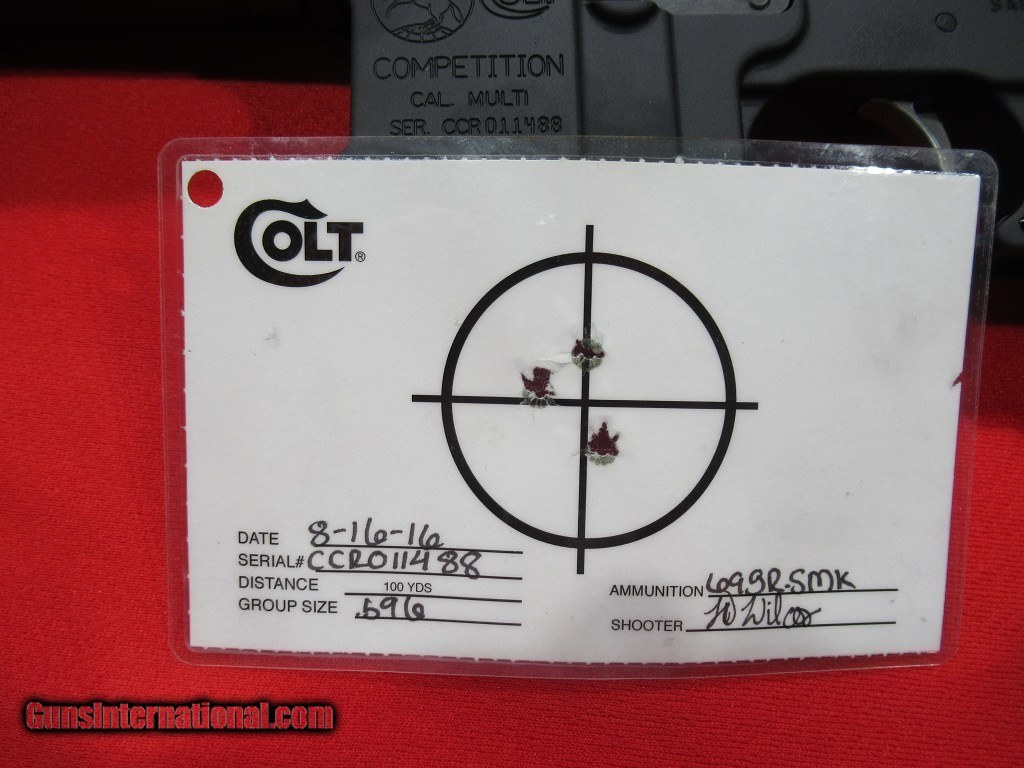 COMPETITION
CAL. MULTI
SER. CCR011488
COLT®
DATE 8-16-16
SERIAL# CCR011488
DISTANCE 100 YDS
GROUP SIZE .596
AMMUNITION 69GR-SMK
SHOOTER
GunsInternational.com